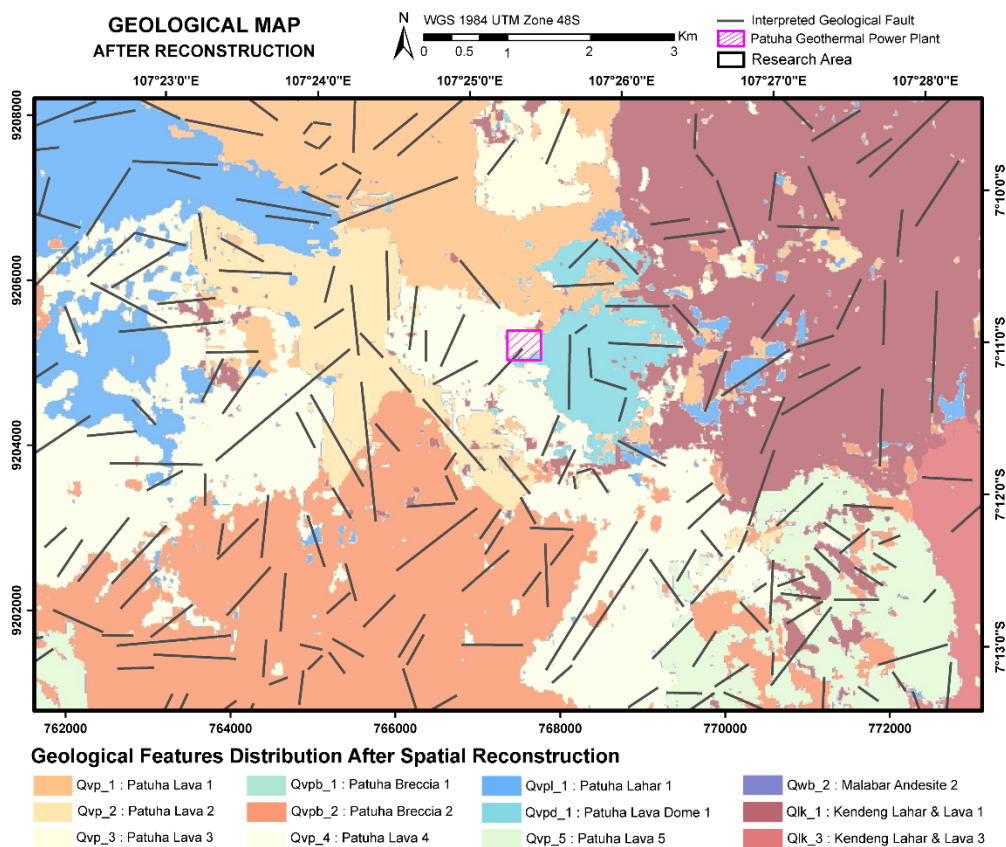 GEOLOGICAL MAP
AFTER RECONSTRUCTION
N
WGS 1984 UTM Zone 48S
0 0.5 1 2 3 Km
Interpreted Geological Fault
Patuha Geothermal Power Plant
Research Area
107°23'0"E 107°24'0"E 107°25'0"E 107°26'0"E 107°27'0"E 107°28'0"E
9208000
9206000
9204000
9202000
7°10'0"S
7°11'0"S
7°12'0"S
7°13'0"S
762000 764000 766000 768000 770000 772000
Geological Features Distribution After Spatial Reconstruction
Qvp_1 : Patuha Lava 1
Qvp_2 : Patuha Lava 2
Qvp_3 : Patuha Lava 3
Qvpb_1 : Patuha Breccia 1
Qvpb_2 : Patuha Breccia 2
Qvp_4 : Patuha Lava 4
Qvpl_1 : Patuha Lahar 1
Qvpd_1 : Patuha Lava Dome 1
Qvp_5 : Patuha Lava 5
Qwb_2 : Malabar Andesite 2
Qlk_1 : Kendeng Lahar & Lava 1
Qlk_3 : Kendeng Lahar & Lava 3